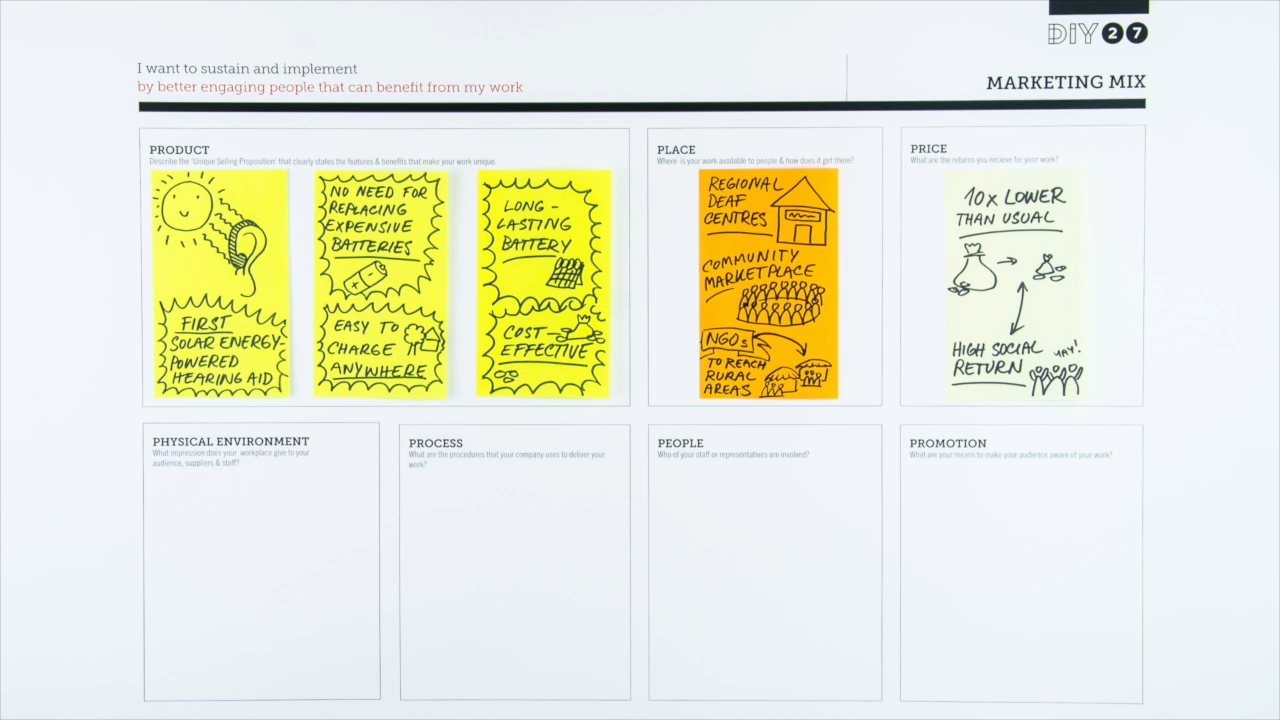 DIY 27
I want to sustain and implement
by better engaging people that can benefit from my work
MARKETING MIX
PRODUCT
Describe the 'Unique Selling Proposition' that clearly states the features & benefits that make your work unique.
FIRST
SOLAR ENERGY-
POWERED
HEARING AID
NO NEED FOR
REPLACING
EXPENSIVE
BATTERIES
EASY TO
CHARGE
ANYWHERE
LONG-
LASTING
BATTERY
COST-
EFFECTIVE
PLACE
Where is your work available to people & how does it get there?
REGIONAL
DEAF
CENTRES
COMMUNITY
MARKETPLACE
NGOs
TO REACH
RURAL
AREAS
PRICE
What are the returns you recieve for your work?
10x LOWER
THAN USUAL
HIGH SOCIAL
RETURN
YAY!
PHYSICAL ENVIRONMENT
What impression does your workplace give to your
audience, suppliers & staff?
PROCESS
What are the procedures that your company uses to deliver your
work?
PEOPLE
Who of your staff or representatives are involved?
PROMOTION
What are your means to make your audience aware of your work?